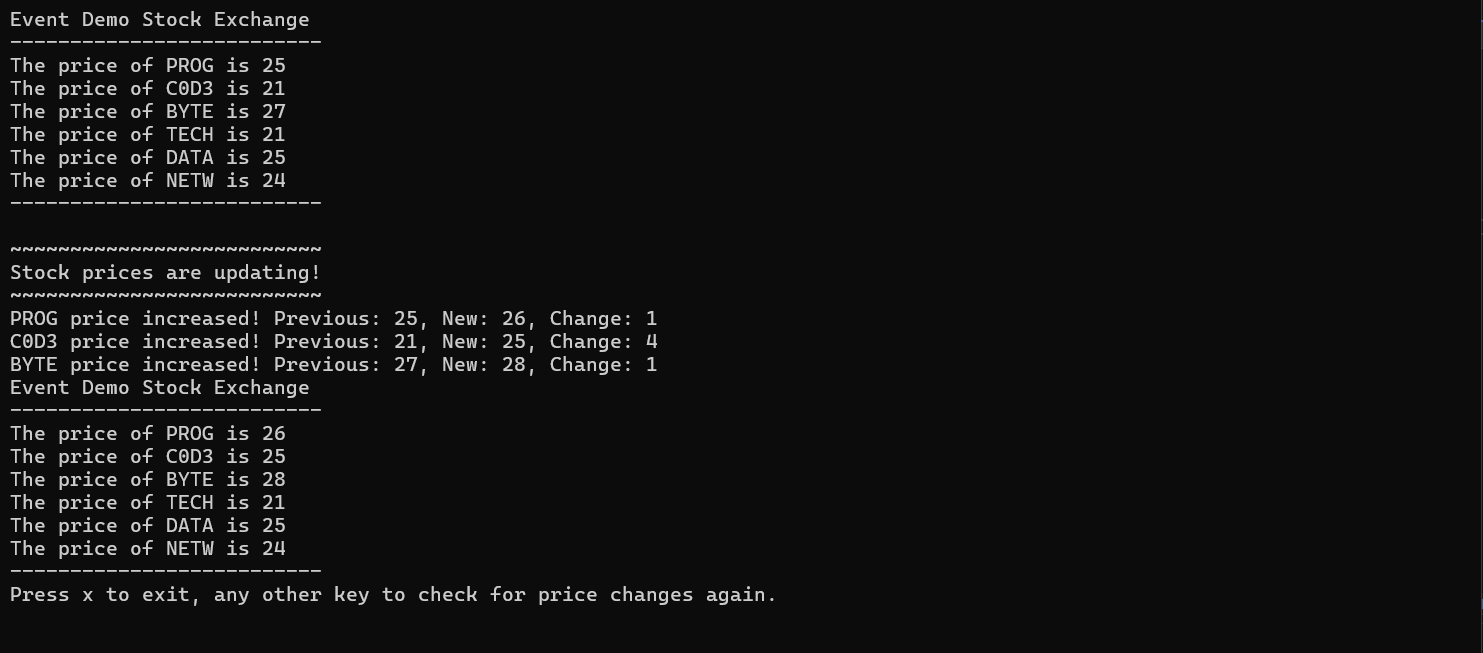 Event Demo Stock Exchange
--------------------------
The price of PROG is 25
The price of C0D3 is 21
The price of BYTE is 27
The price of TECH is 21
The price of DATA is 25
The price of NETW is 24
--------------------------
~~~~~~~~~~~~~~~~~~~~~~~~~~
Stock prices are updating!
~~~~~~~~~~~~~~~~~~~~~~~~~~
PROG price increased! Previous: 25, New: 26, Change: 1
C0D3 price increased! Previous: 21, New: 25, Change: 4
BYTE price increased! Previous: 27, New: 28, Change: 1
Event Demo Stock Exchange
--------------------------
The price of PROG is 26
The price of C0D3 is 25
The price of BYTE is 28
The price of TECH is 21
The price of DATA is 25
The price of NETW is 24
--------------------------
Press x to exit, any other key to check for price changes again.